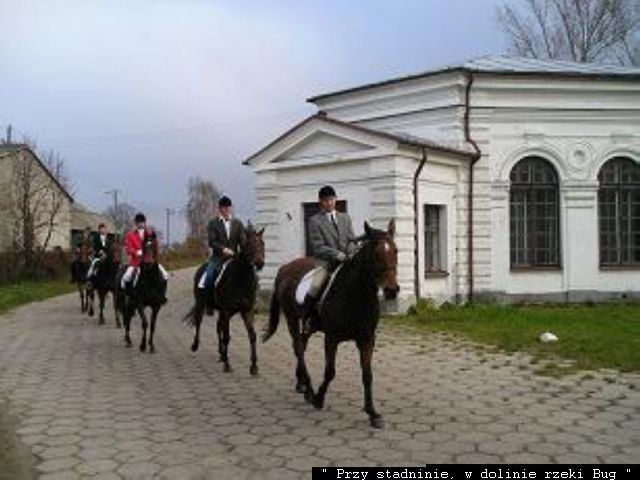 " Przy stadninie, w dolinie rzeki Bug "